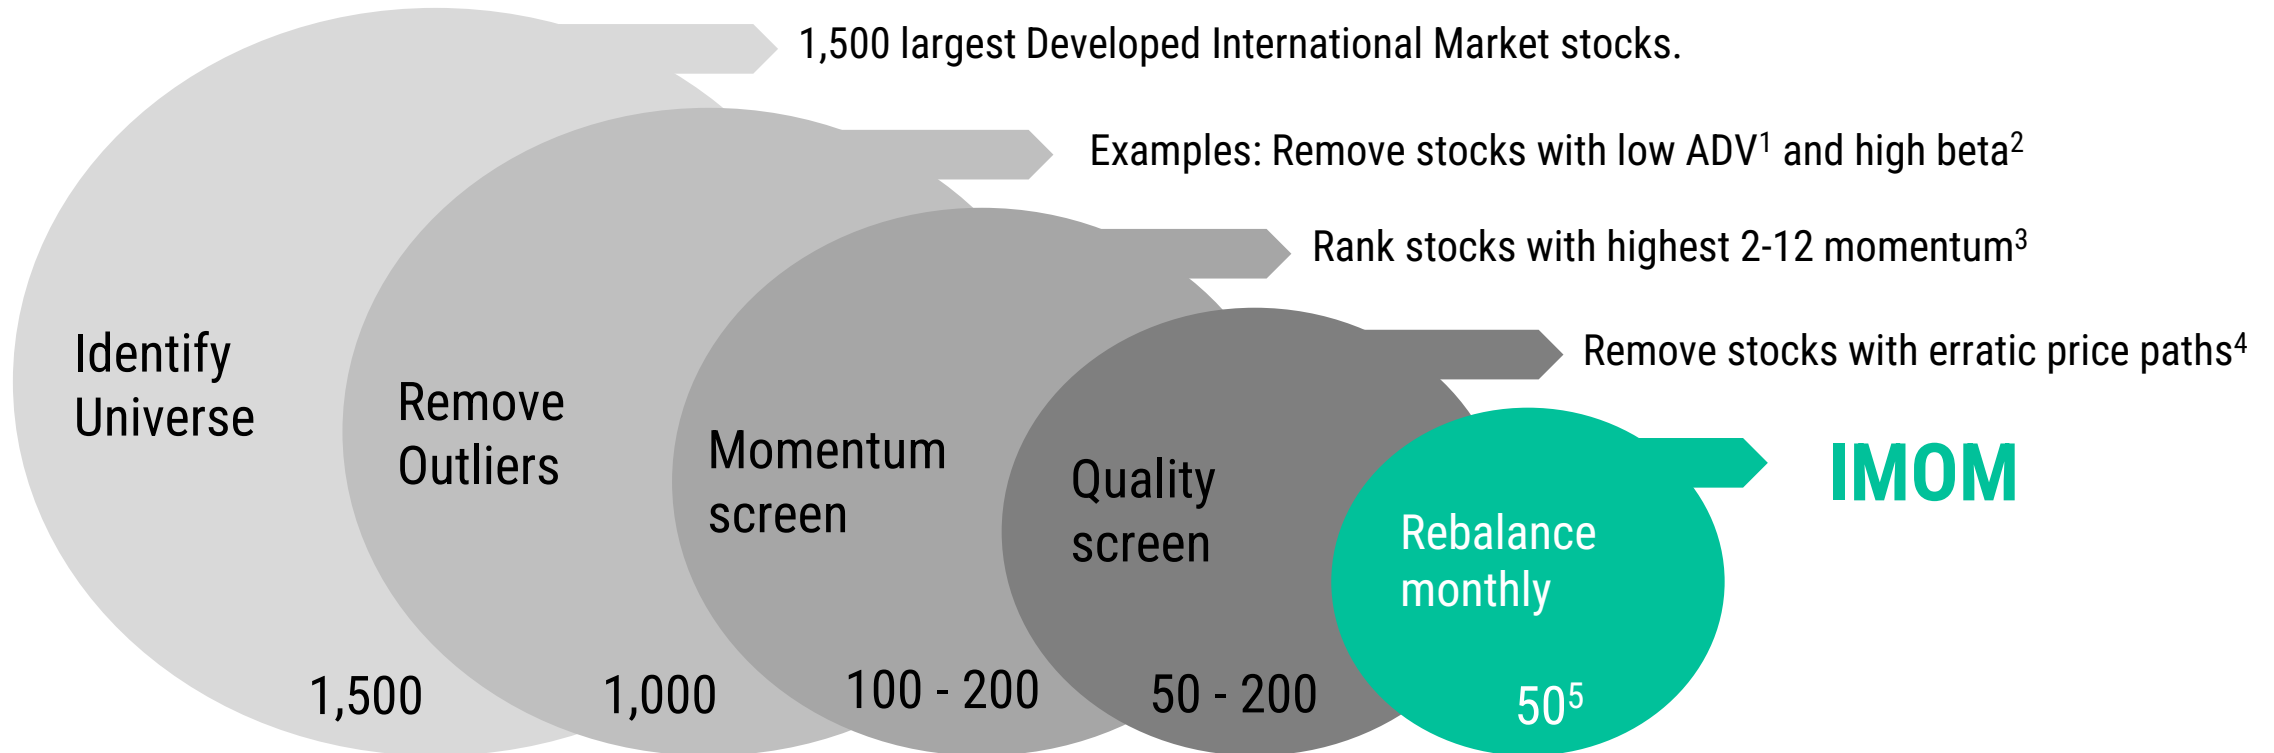 1,500 largest Developed International Market stocks.
Examples: Remove stocks with low ADV¹ and high beta²
Rank stocks with highest 2-12 momentum³
Remove stocks with erratic price paths⁴
IMOM
Identify
Universe
1,500
Remove
Outliers
1,000
Momentum
screen
100 - 200
Quality
screen
50 - 200
Rebalance
monthly
50⁵